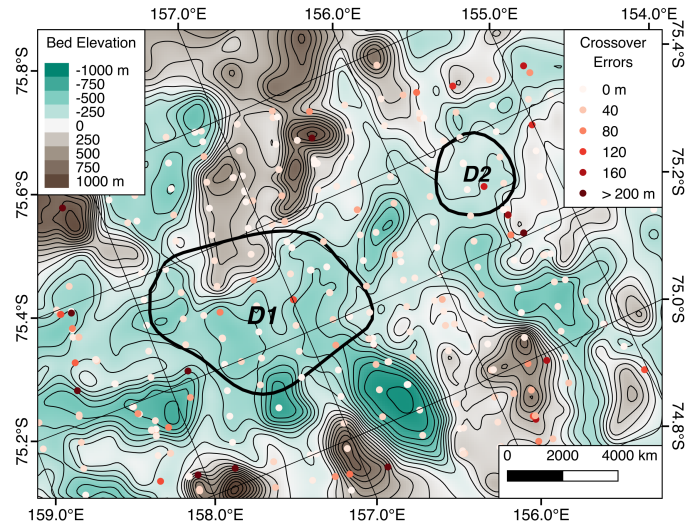 157.0°E 156.0°E 155.0°E 154.0°E
Bed Elevation
-1000 m
-750
-500
-250
0
250
500
750
1000 m
Crossover
Errors
0 m
40
80
120
160
> 200 m
75.8°S
75.6°S
75.4°S
75.2°S
75.4°S
75.2°S
75.0°S
74.8°S
D2
D1
0 2000 4000 km
159.0°E 158.0°E 157.0°E 156.0°E